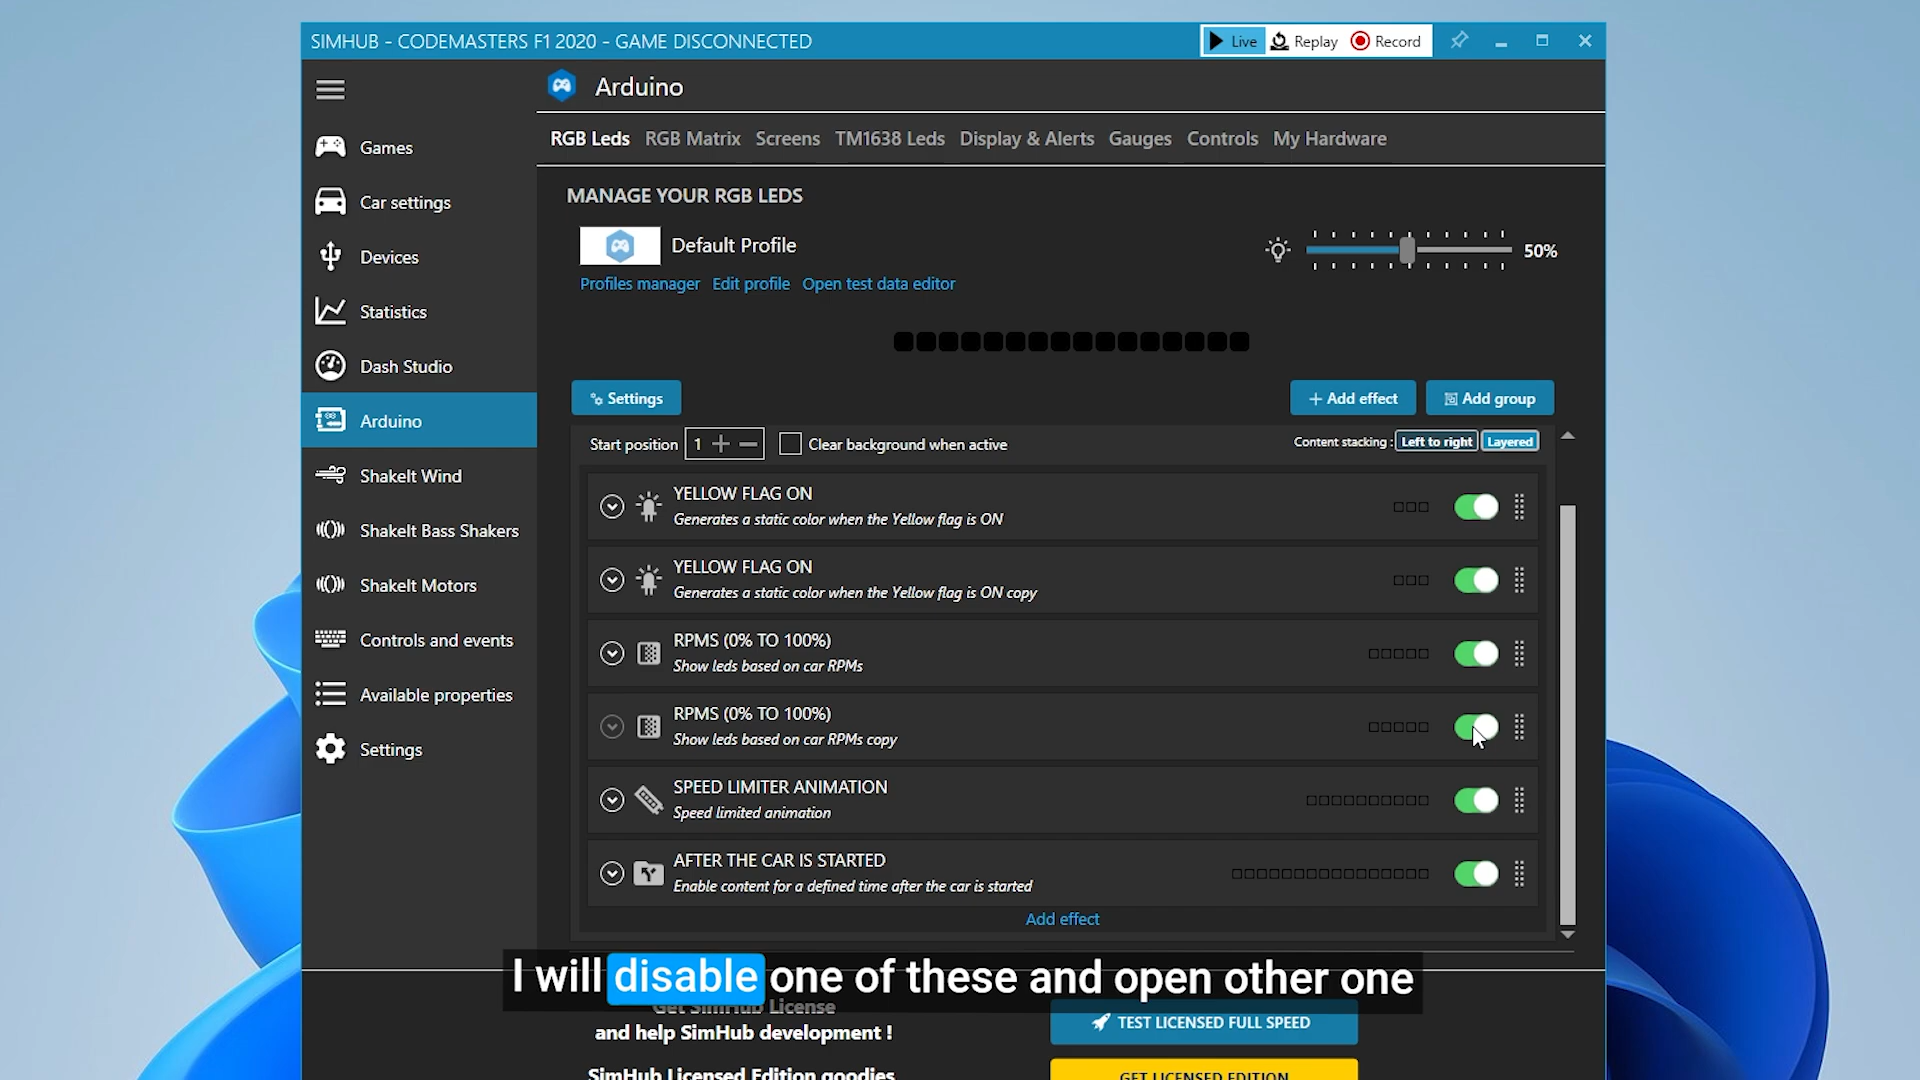 SIMHUB - CODEMASTERS F1 2020 - GAME DISCONNECTED
Live
Replay
Record
Arduino
RGB Leds
RGB Matrix
Screens
TM1638 Leds
Display & Alerts
Gauges
Controls
My Hardware
Games
Car settings
Devices
Statistics
Dash Studio
Arduino
ShakeIt Wind
ShakeIt Bass Shakers
ShakeIt Motors
Controls and events
Available properties
Settings
MANAGE YOUR RGB LEDS
Default Profile
50%
Profiles manager
Edit profile
Open test data editor
Settings
+ Add effect
Add group
Start position
1
Clear background when active
Content stacking :
Left to right
Layered
YELLOW FLAG ON
Generates a static color when the Yellow flag is ON
YELLOW FLAG ON
Generates a static color when the Yellow flag is ON copy
RPMS (0% TO 100%)
Show leds based on car RPMs
RPMS (0% TO 100%)
Show leds based on car RPMs copy
SPEED LIMITER ANIMATION
Speed limited animation
AFTER THE CAR IS STARTED
Enable content for a defined time after the car is started
Add effect
I will disable one of these and open other one
Get SimHub License
and help SimHub development !
TEST LICENSED FULL SPEED
SimHub Licensed Edition goodies
GET LICENSED EDITION